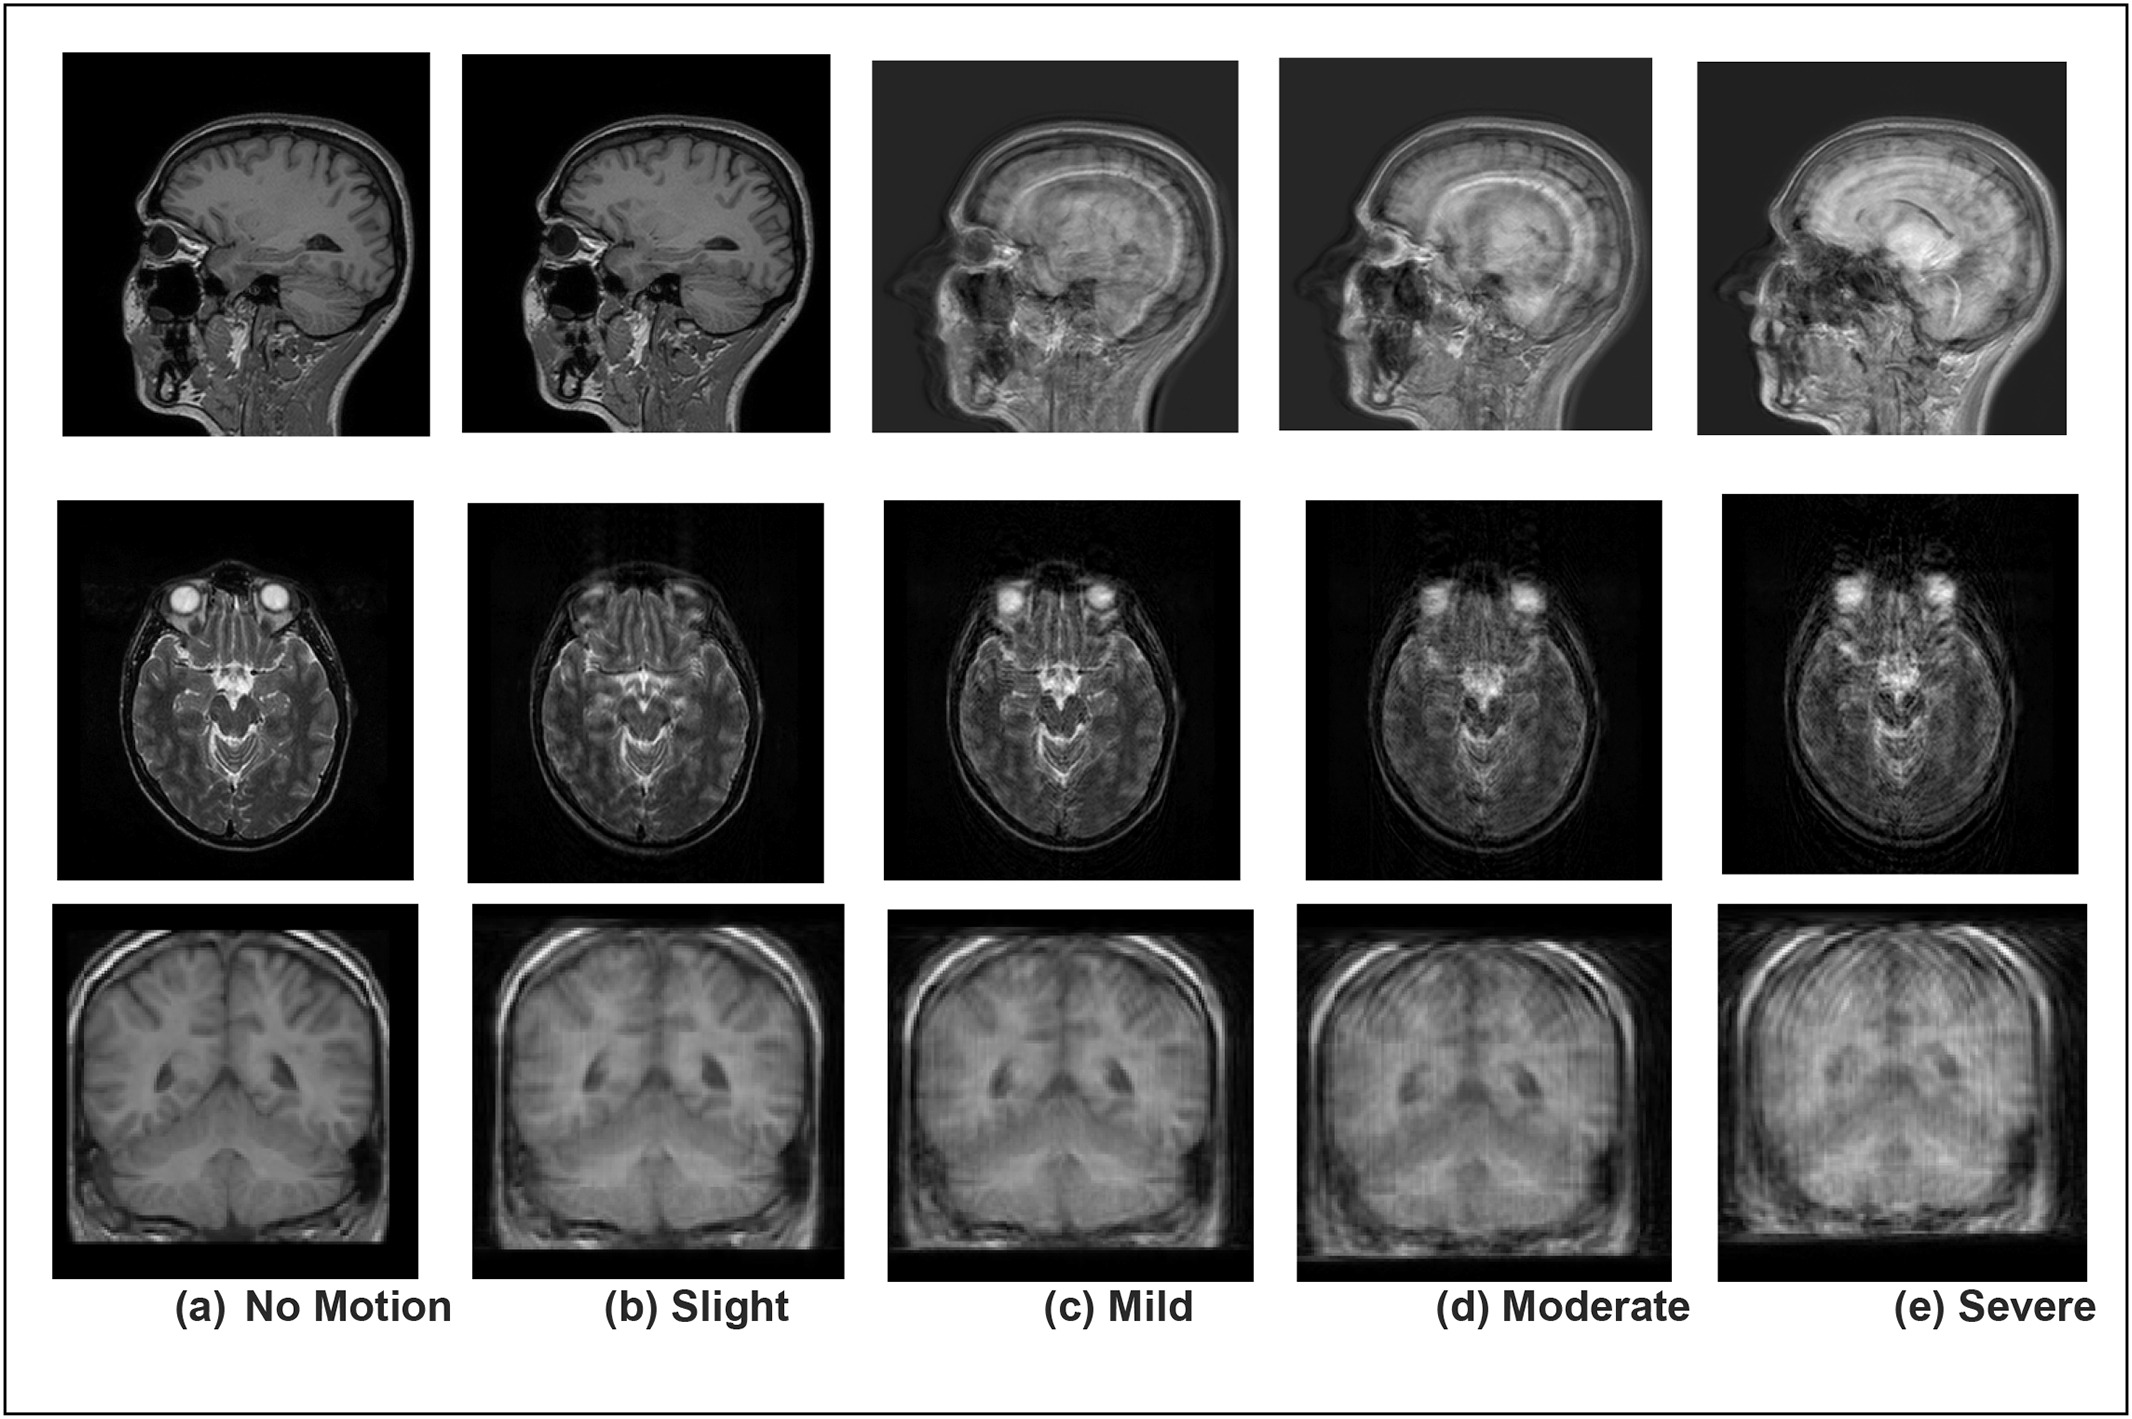 (a) No Motion
(b) Slight
(c) Mild
(d) Moderate
(e) Severe